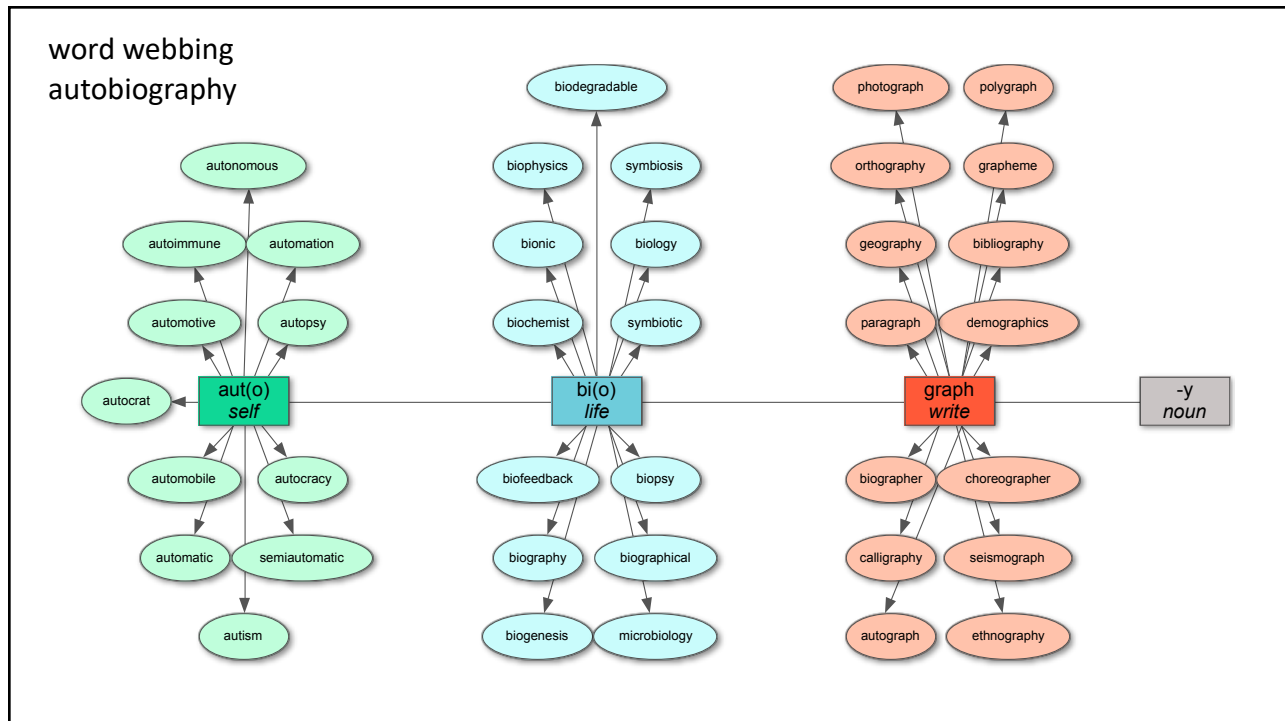 word webbing
autobiography
biodegradable
photograph
polygraph
autonomous
biophysics
symbiosis
orthography
grapheme
autoimmune
automation
bionic
biology
geography
bibliography
automotive
autopsy
biochemist
symbiotic
paragraph
demographics
autocrat
aut(o)
self
bi(o)
life
graph
write
-y
noun
automobile
autocracy
biofeedback
biopsy
biographer
choreographer
automatic
semiautomatic
biography
biographical
calligraphy
seismograph
autism
biogenesis
microbiology
autograph
ethnography